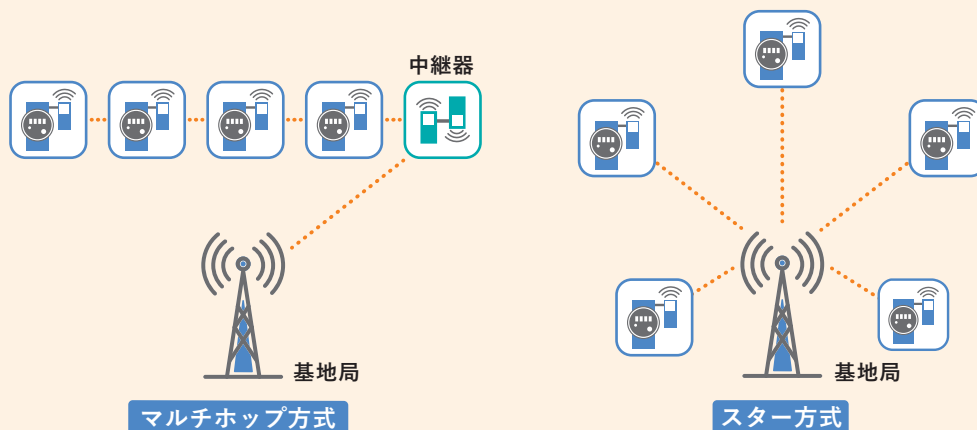 中継器
基地局
マルチホップ方式
基地局
スター方式